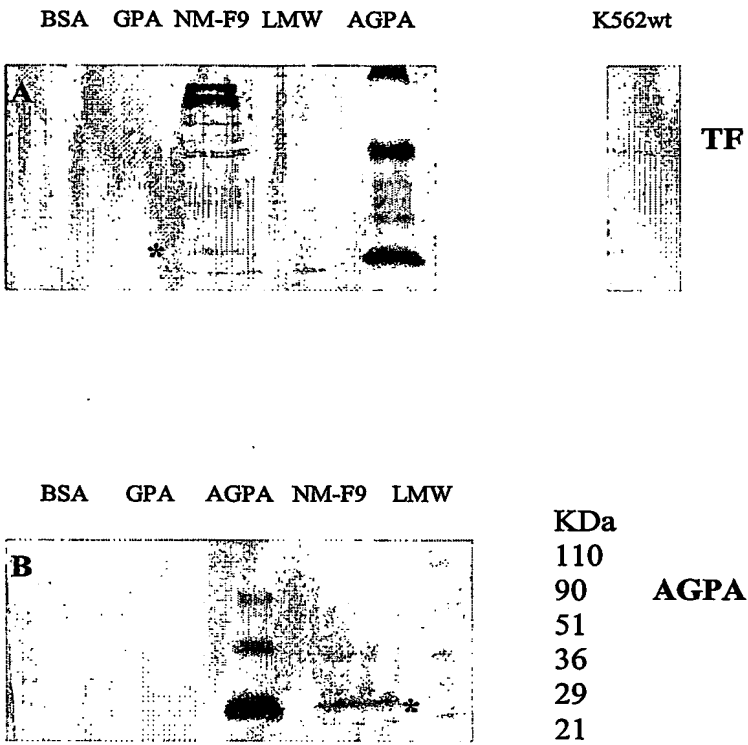 BSA GPA NM-F9 LMW AGPA K562wt
A
TF
*
BSA GPA AGPA NM-F9 LMW
B
KDa
110
90 AGPA
51
36
29
*
21